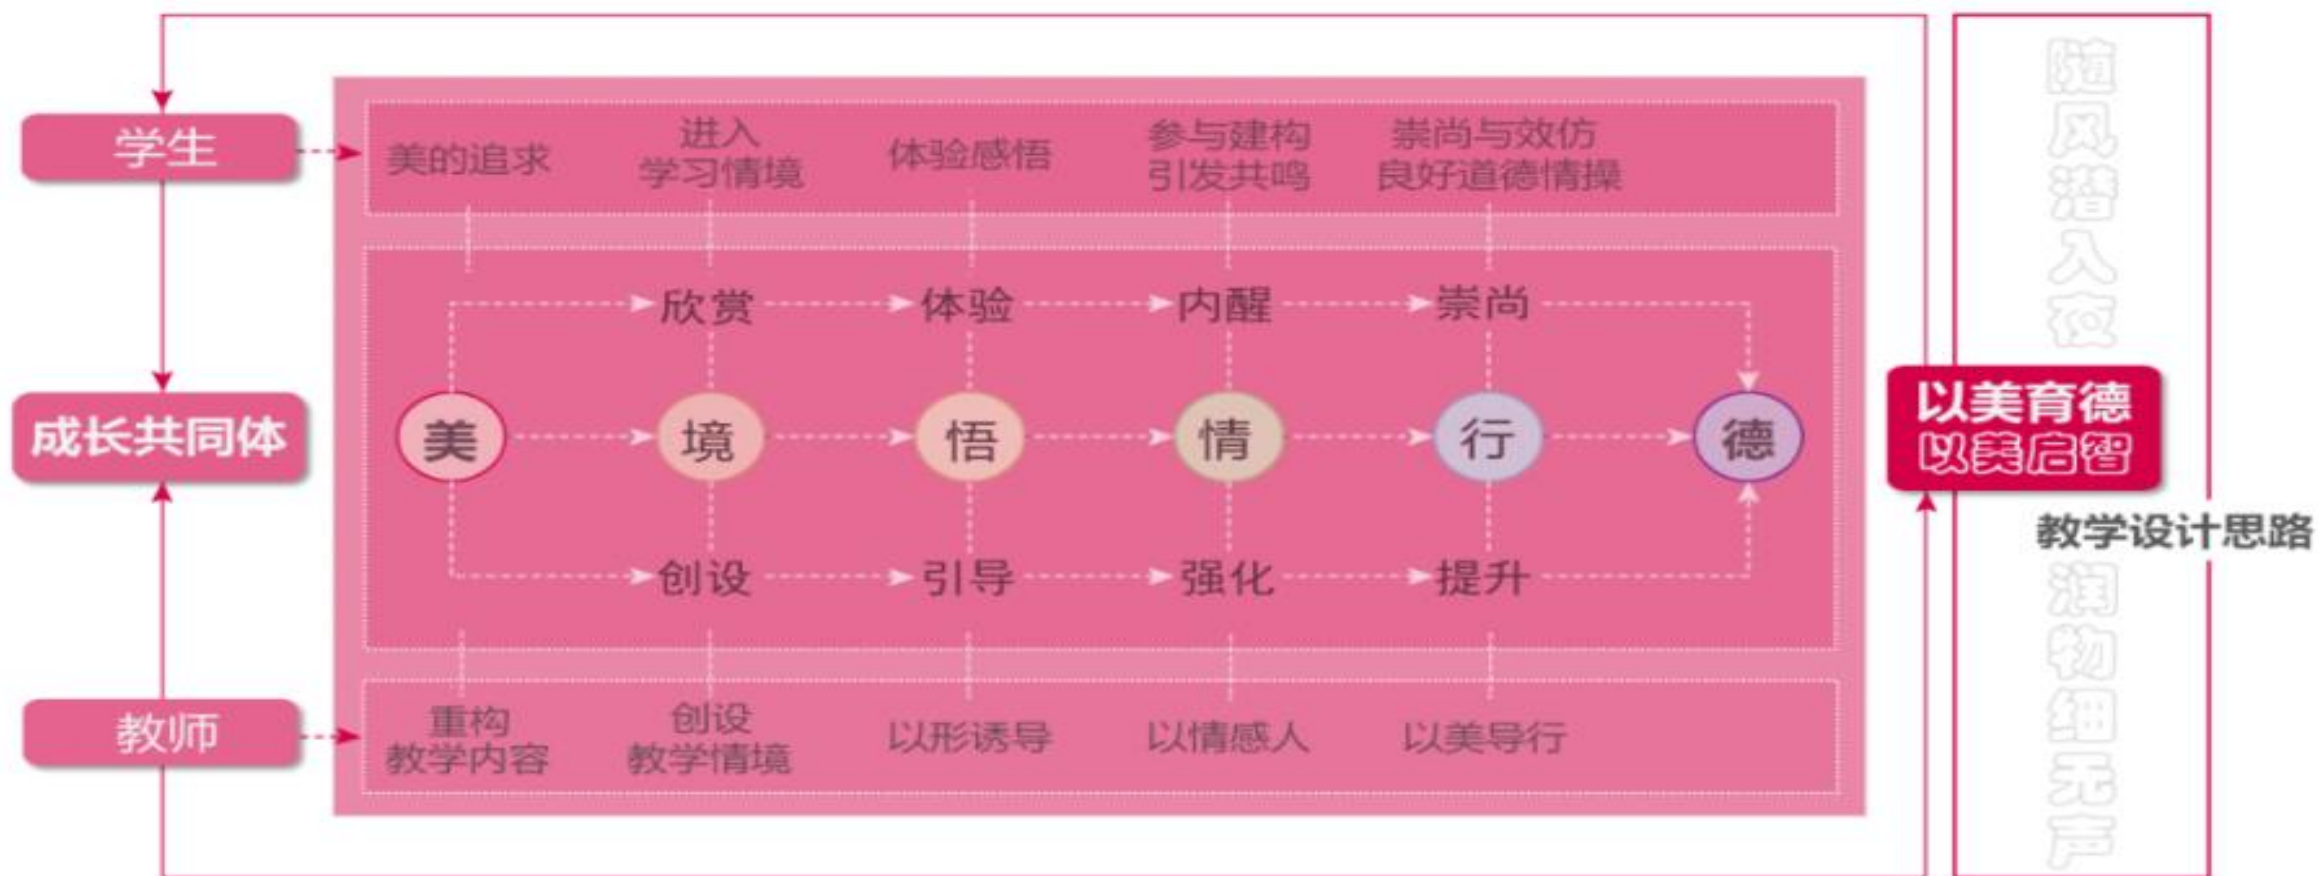 学生
美的追求
进入
学习情境
体验感悟
参与建构
引发共鸣
崇尚与效仿
良好道德情操
欣赏
体验
内醒
崇尚
成长共同体
美
境
悟
情
行
德
以美育德
以美启智
创设
引导
强化
提升
教师
重构
教学内容
创设
教学情境
以形诱导
以情感人
以美导行
随风潜入夜
教学设计思路
润物细无声